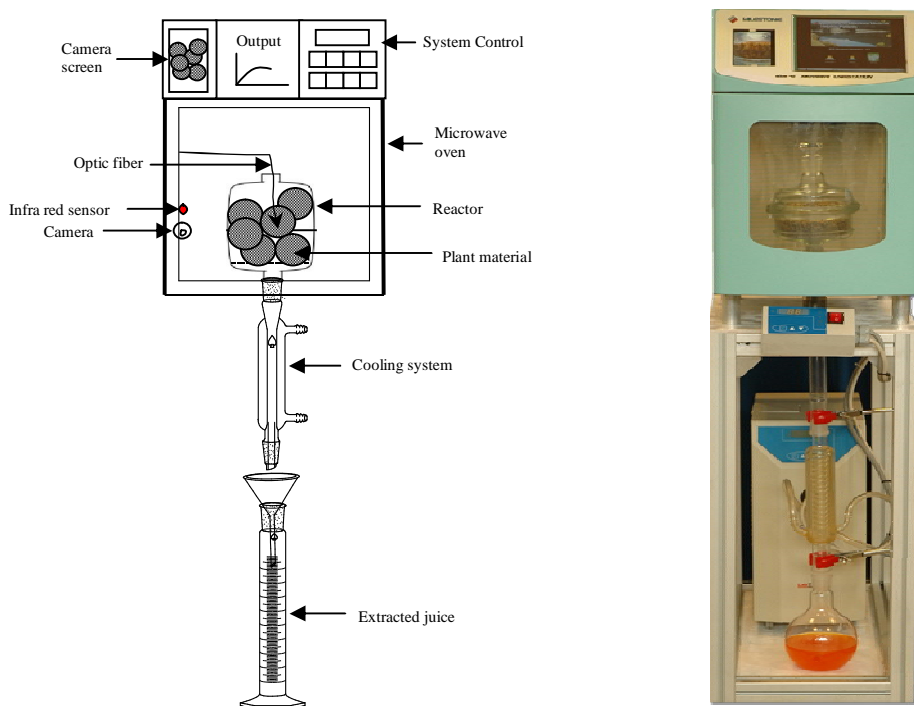 Camera
screen
Output
System Control
Microwave
oven
Optic fiber
Infra red sensor
Reactor
Camera
Plant material
Cooling system
Extracted juice
MILESTONE